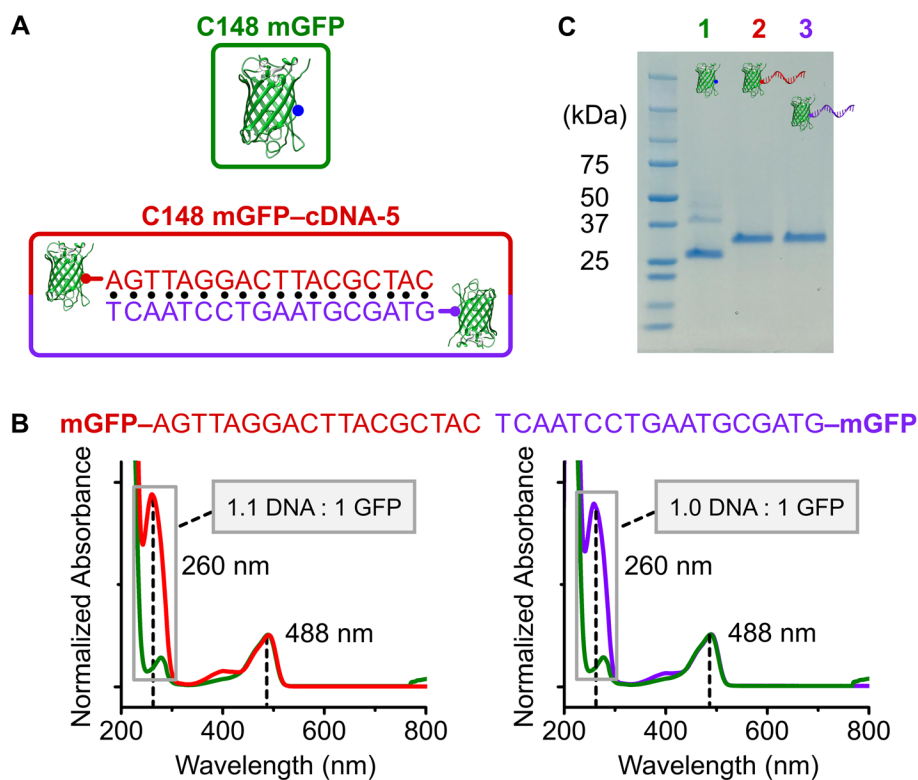 A
C148 mGFP
C148 mGFP–cDNA-5
AGTTAGGACTTACGCTAC
TCAATCCTGAATGCGATG
C
1 2 3
(kDa)
75
50
37
25
B
mGFP–AGTTAGGACTTACGCTAC TCAATCCTGAATGCGATG–mGFP
Normalized Absorbance
1.1 DNA : 1 GFP
260 nm
488 nm
200 400 600 800
Wavelength (nm)
Normalized Absorbance
1.0 DNA : 1 GFP
260 nm
488 nm
200 400 600 800
Wavelength (nm)